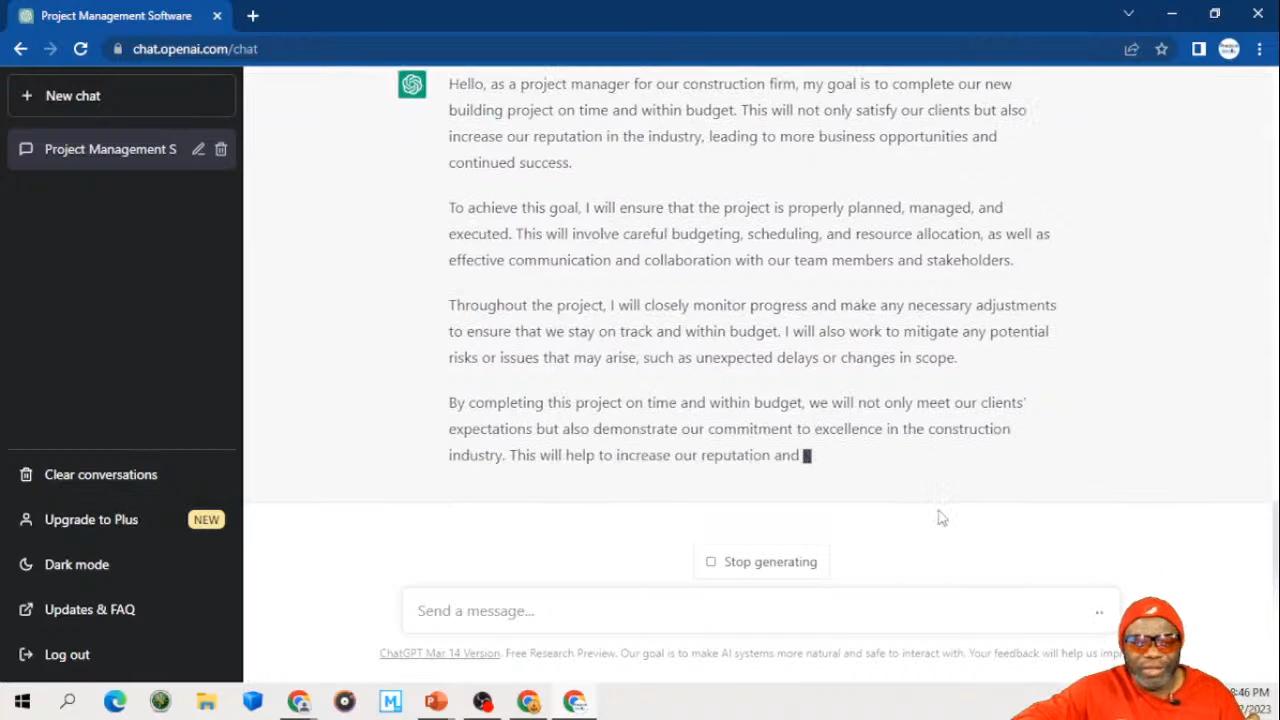 Project Management Software
chat.openai.com/chat
New chat
Project Management S
Clear conversations
Upgrade to Plus NEW
Dark mode
Updates & FAQ
Log out
Hello, as a project manager for our construction firm, my goal is to complete our new
building project on time and within budget. This will not only satisfy our clients but also
increase our reputation in the industry, leading to more business opportunities and
continued success.
To achieve this goal, I will ensure that the project is properly planned, managed, and
executed. This will involve careful budgeting, scheduling, and resource allocation, as well as
effective communication and collaboration with our team members and stakeholders.
Throughout the project, I will closely monitor progress and make any necessary adjustments
to ensure that we stay on track and within budget. I will also work to mitigate any potential
risks or issues that may arise, such as unexpected delays or changes in scope.
By completing this project on time and within budget, we will not only meet our clients'
expectations but also demonstrate our commitment to excellence in the construction
industry. This will help to increase our reputation and
Stop generating
Send a message...
ChatGPT Mar 14 Version. Free Research Preview. Our goal is to make AI systems more natural and safe to interact with. Your feedback will help us imp
:46 PM
/2023